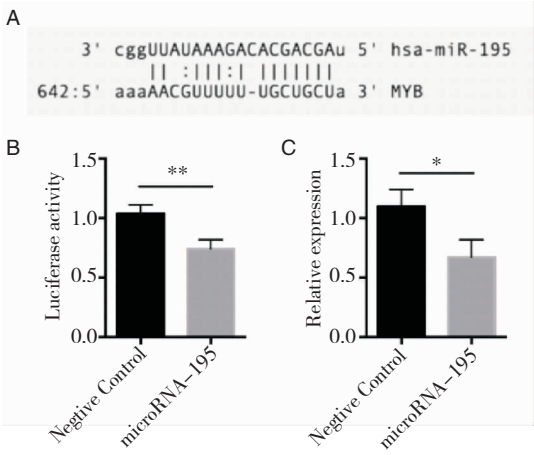 A
3' cggUUAUAAAGACACGACGAu 5' hsa-miR-195
|| :|||:| |||||||
642:5' aaaAACGUUUUU-UGCUGCUa 3' MYB
B
Luciferase activity
1.5
1.0
0.5
0.0
**
Negtive Control
microRNA-195
C
Relative expression
1.5
1.0
0.5
0.0
*
Negtive Control
microRNA-195